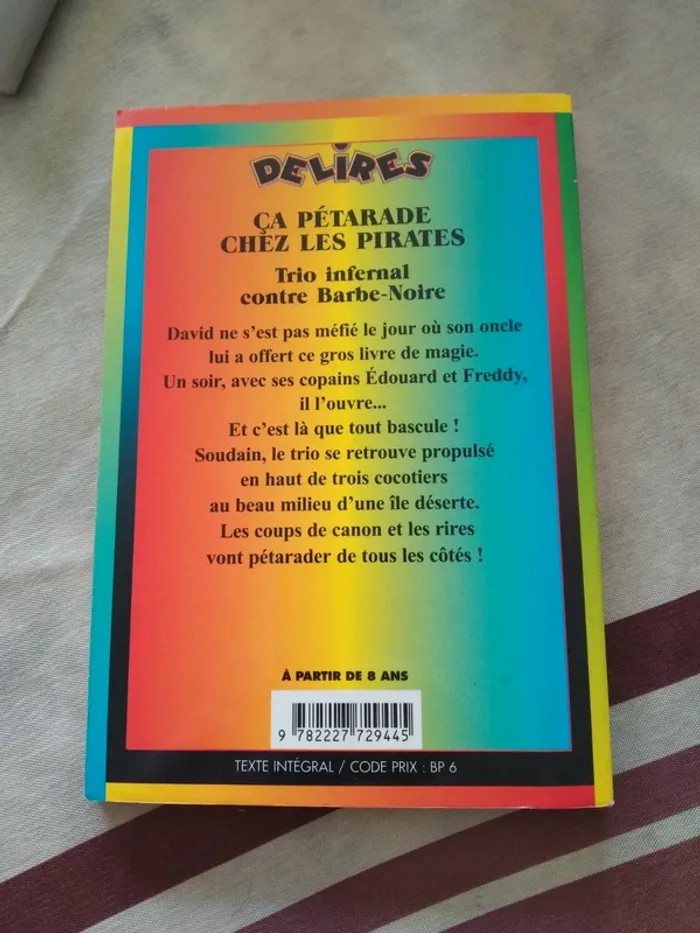 DELIRES
ÇA PÉTARADE
CHEZ LES PIRATES
Trio infernal
contre Barbe-Noire
David ne s'est pas méfié le jour où son oncle
lui a offert ce gros livre de magie.
Un soir, avec ses copains Édouard et Freddy,
il l'ouvre...
Et c'est là que tout bascule !
Soudain, le trio se retrouve propulsé
en haut de trois cocotiers
au beau milieu d'une île déserte.
Les coups de canon et les rires
vont pétarader de tous les côtés !
À PARTIR DE 8 ANS
9 782227 729445
TEXTE INTÉGRAL / CODE PRIX : BP 6